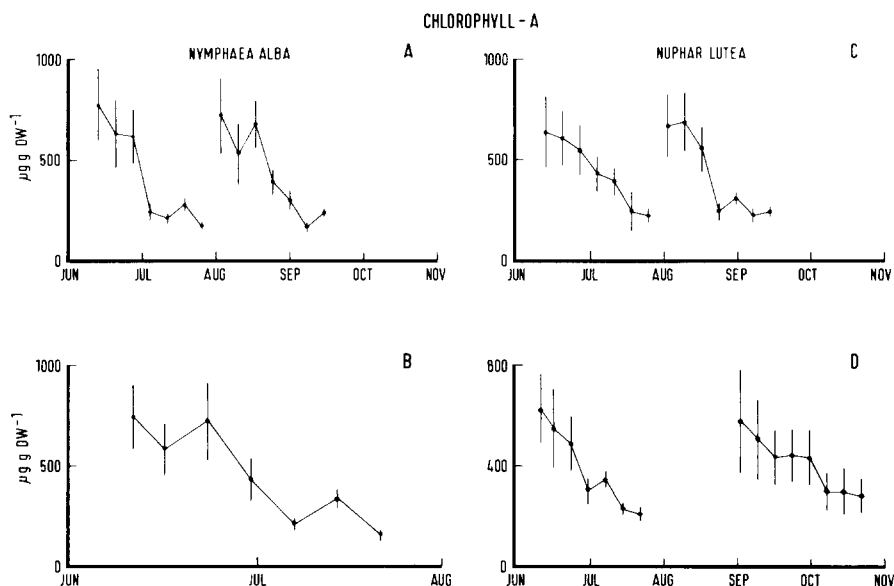 CHLOROPHYLL - A
NYMPHAEA ALBA
A
1000
500
0
µg g DW⁻¹
JUN JUL AUG SEP OCT NOV
NUPHAR LUTEA
C
1000
500
0
JUN JUL AUG SEP OCT NOV
B
1000
500
0
µg g DW⁻¹
JUN JUL AUG
D
800
400
0
JUN JUL AUG SEP OCT NOV